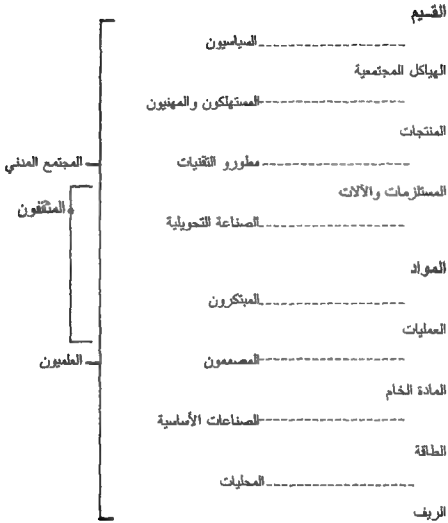 القيم
السياسيون
الهياكل المجتمعية
المستهلكون والمهنيون
المنتجات
مطورو التقنيات
المجتمع المدني
المستلزمات والآلات
المثقفون
الصناعة التحويلية
المواد
المبتكرون
العمليات
المصممون
العلميون
المادة الخام
الصناعات الأساسية
الطاقة
المحليات
الريف